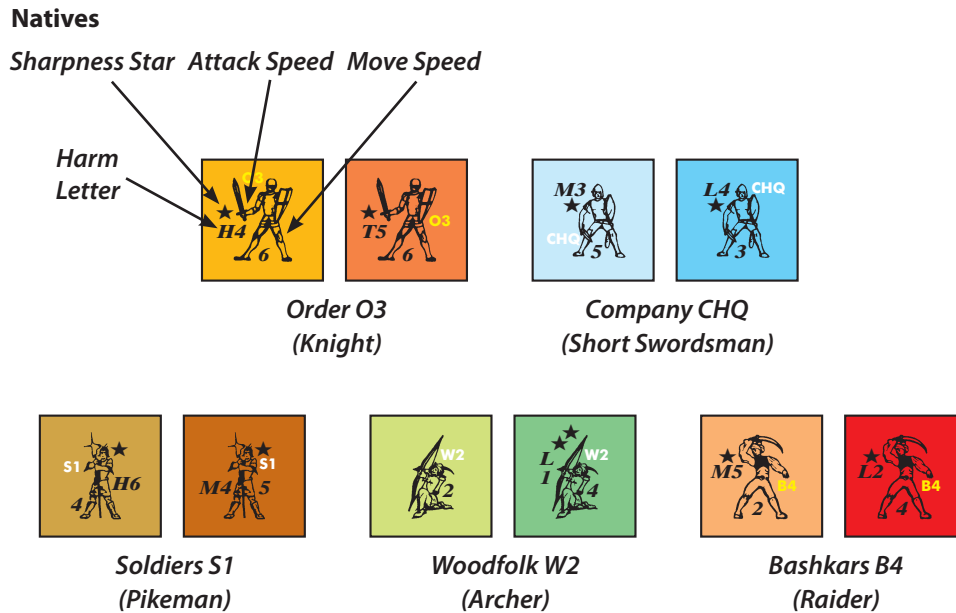 Natives
Sharpness Star Attack Speed Move Speed
Harm
Letter
O3
H4
6
T5
O3
6
M3
CHQ
5
L4
CHQ
3
Order O3
(Knight)
Company CHQ
(Short Swordsman)
S1
H6
4
S1
M4
5
W2
2
L
1
W2
4
M5
B4
2
L2
B4
4
Soldiers S1
(Pikeman)
Woodfolk W2
(Archer)
Bashkars B4
(Raider)